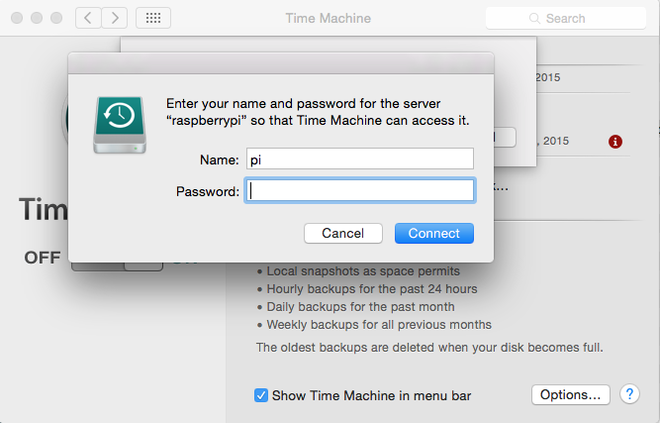 Time Machine
Search
2015
Enter your name and password for the server
“raspberrypi” so that Time Machine can access it.
, 2015
Name: pi
Password:
Cancel
Connect
OFF
• Local snapshots as space permits
• Hourly backups for the past 24 hours
• Daily backups for the past month
• Weekly backups for all previous months
The oldest backups are deleted when your disk becomes full.
Show Time Machine in menu bar
Options...
?